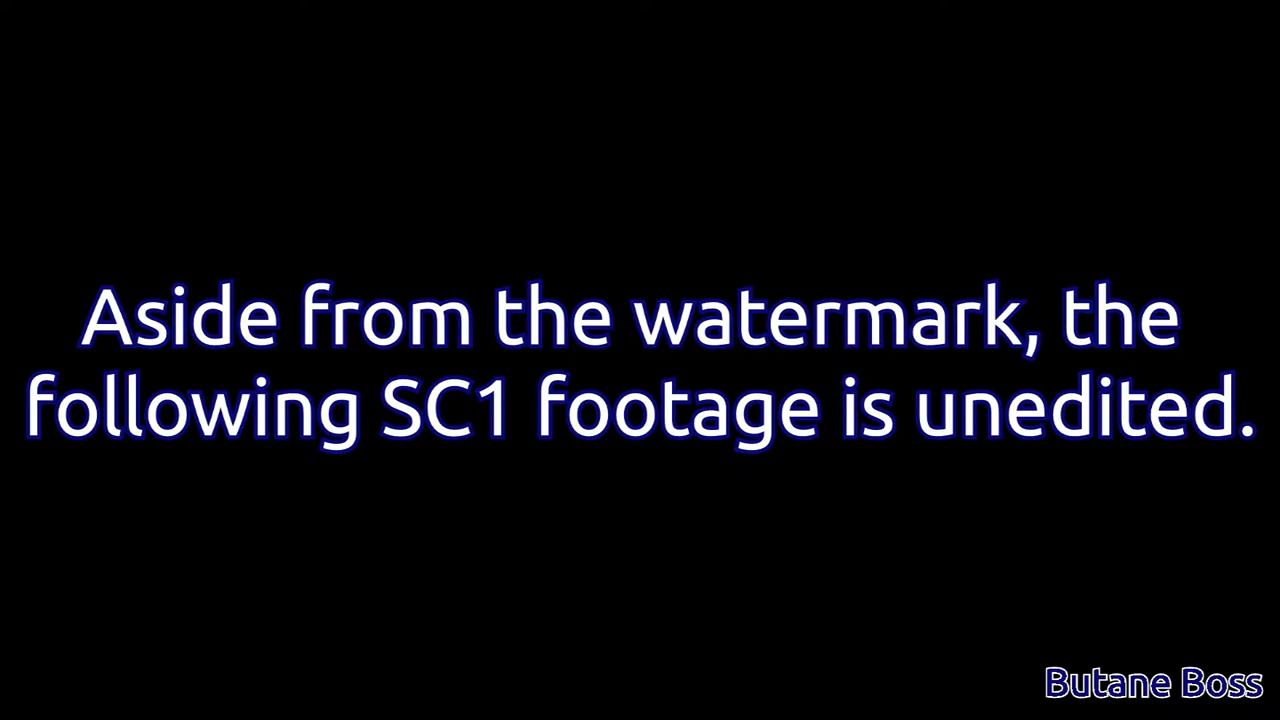 Aside from the watermark, the
following SC1 footage is unedited.
Butane Boss